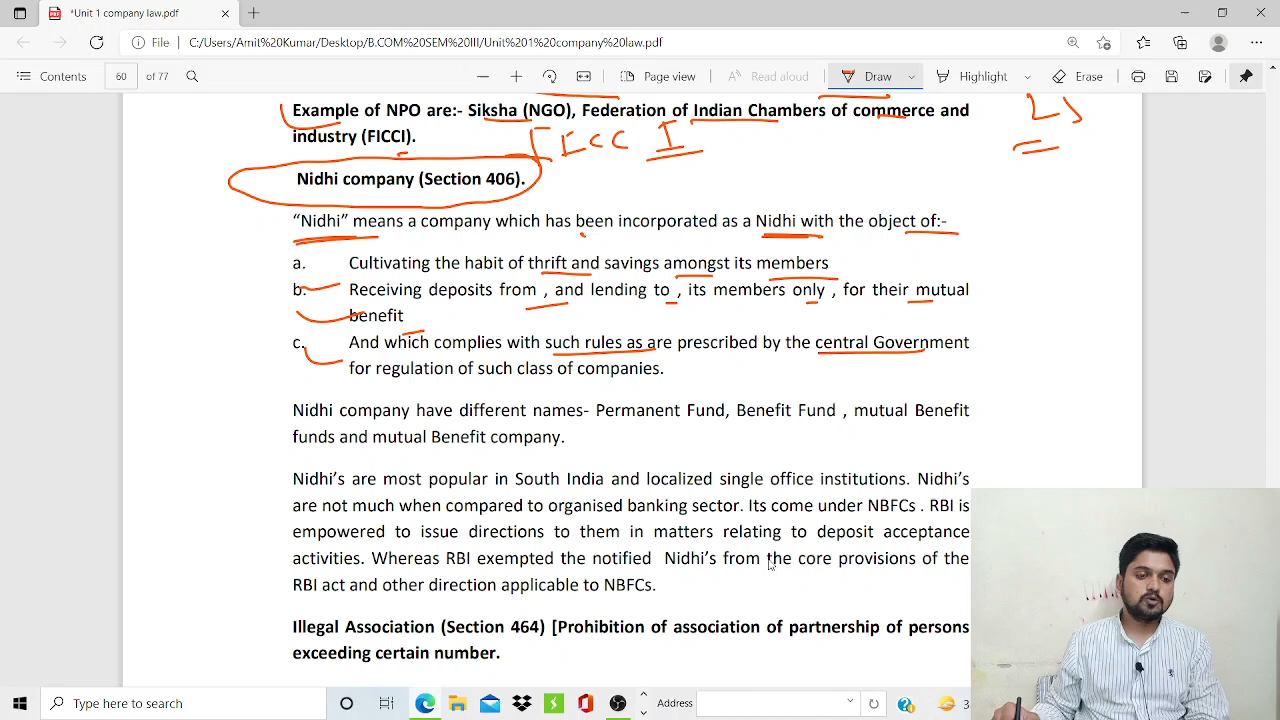 *Unit 1 company law.pdf
File
C:/Users/Amit%20Kumar/Desktop/B.COM%20SEM%20III/Unit%201%20company%20law.pdf
Contents 60 of 77 Page view Read aloud Draw Highlight Erase
Example of NPO are:- Siksha (NGO), Federation of Indian Chambers of commerce and
industry (FICCI).
FICCI
Nidhi company (Section 406).
“Nidhi” means a company which has been incorporated as a Nidhi with the object of:-
a. Cultivating the habit of thrift and savings amongst its members
b. Receiving deposits from , and lending to , its members only , for their mutual
benefit
c. And which complies with such rules as are prescribed by the central Government
for regulation of such class of companies.
Nidhi company have different names- Permanent Fund, Benefit Fund , mutual Benefit
funds and mutual Benefit company.
Nidhi’s are most popular in South India and localized single office institutions. Nidhi’s
are not much when compared to organised banking sector. Its come under NBFCs . RBI is
empowered to issue directions to them in matters relating to deposit acceptance
activities. Whereas RBI exempted the notified Nidhi’s from the core provisions of the
RBI act and other direction applicable to NBFCs.
Illegal Association (Section 464) [Prohibition of association of partnership of persons
exceeding certain number.
Type here to search
Address
3